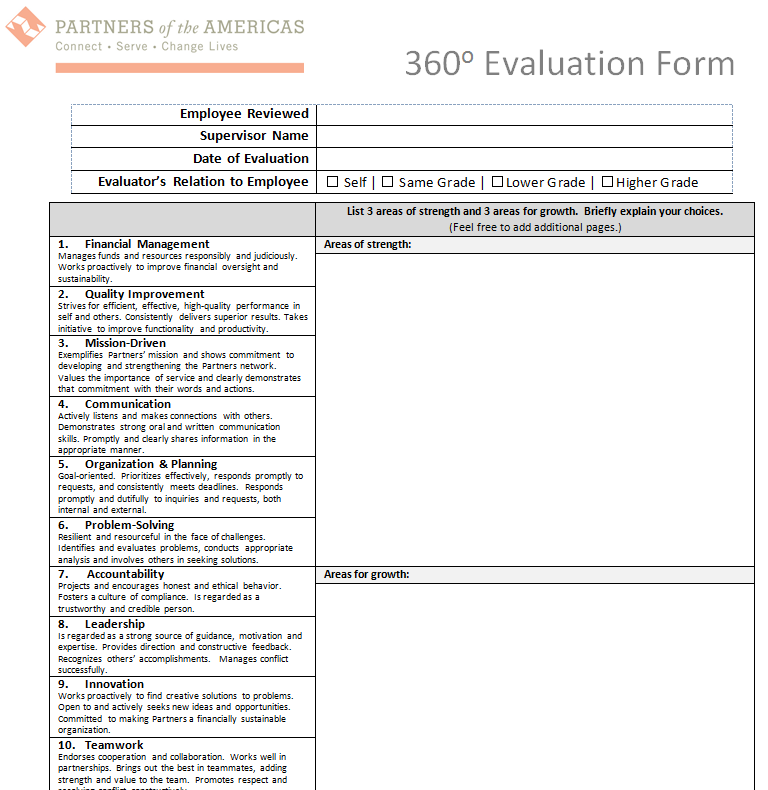 PARTNERS of the AMERICAS
Connect • Serve • Change Lives
360º Evaluation Form
Employee Reviewed
Supervisor Name
Date of Evaluation
Evaluator's Relation to Employee
☐ Self | ☐ Same Grade | ☐ Lower Grade | ☐ Higher Grade
List 3 areas of strength and 3 areas for growth. Briefly explain your choices.
(Feel free to add additional pages.)
1. Financial Management
Manages funds and resources responsibly and judiciously.
Works proactively to improve financial oversight and
sustainability.
Areas of strength:
2. Quality Improvement
Strives for efficient, effective, high-quality performance in
self and others. Consistently delivers superior results. Takes
initiative to improve functionality and productivity.
3. Mission-Driven
Exemplifies Partners' mission and shows commitment to
developing and strengthening the Partners network.
Values the importance of service and clearly demonstrates
that commitment with their words and actions.
4. Communication
Actively listens and makes connections with others.
Demonstrates strong oral and written communication
skills. Promptly and clearly shares information in the
appropriate manner.
5. Organization & Planning
Goal-oriented. Prioritizes effectively, responds promptly to
requests, and consistently meets deadlines. Responds
promptly and dutifully to inquiries and requests, both
internal and external.
6. Problem-Solving
Resilient and resourceful in the face of challenges.
Identifies and evaluates problems, conducts appropriate
analysis and involves others in seeking solutions.
7. Accountability
Projects and encourages honest and ethical behavior.
Fosters a culture of compliance. Is regarded as a
trustworthy and credible person.
Areas for growth:
8. Leadership
Is regarded as a strong source of guidance, motivation and
expertise. Provides direction and constructive feedback.
Recognizes others' accomplishments. Manages conflict
successfully.
9. Innovation
Works proactively to find creative solutions to problems.
Open to and actively seeks new ideas and opportunities.
Committed to making Partners a financially sustainable
organization.
10. Teamwork
Endorses cooperation and collaboration. Works well in
partnerships. Brings out the best in teammates, adding
strength and value to the team. Promotes respect and